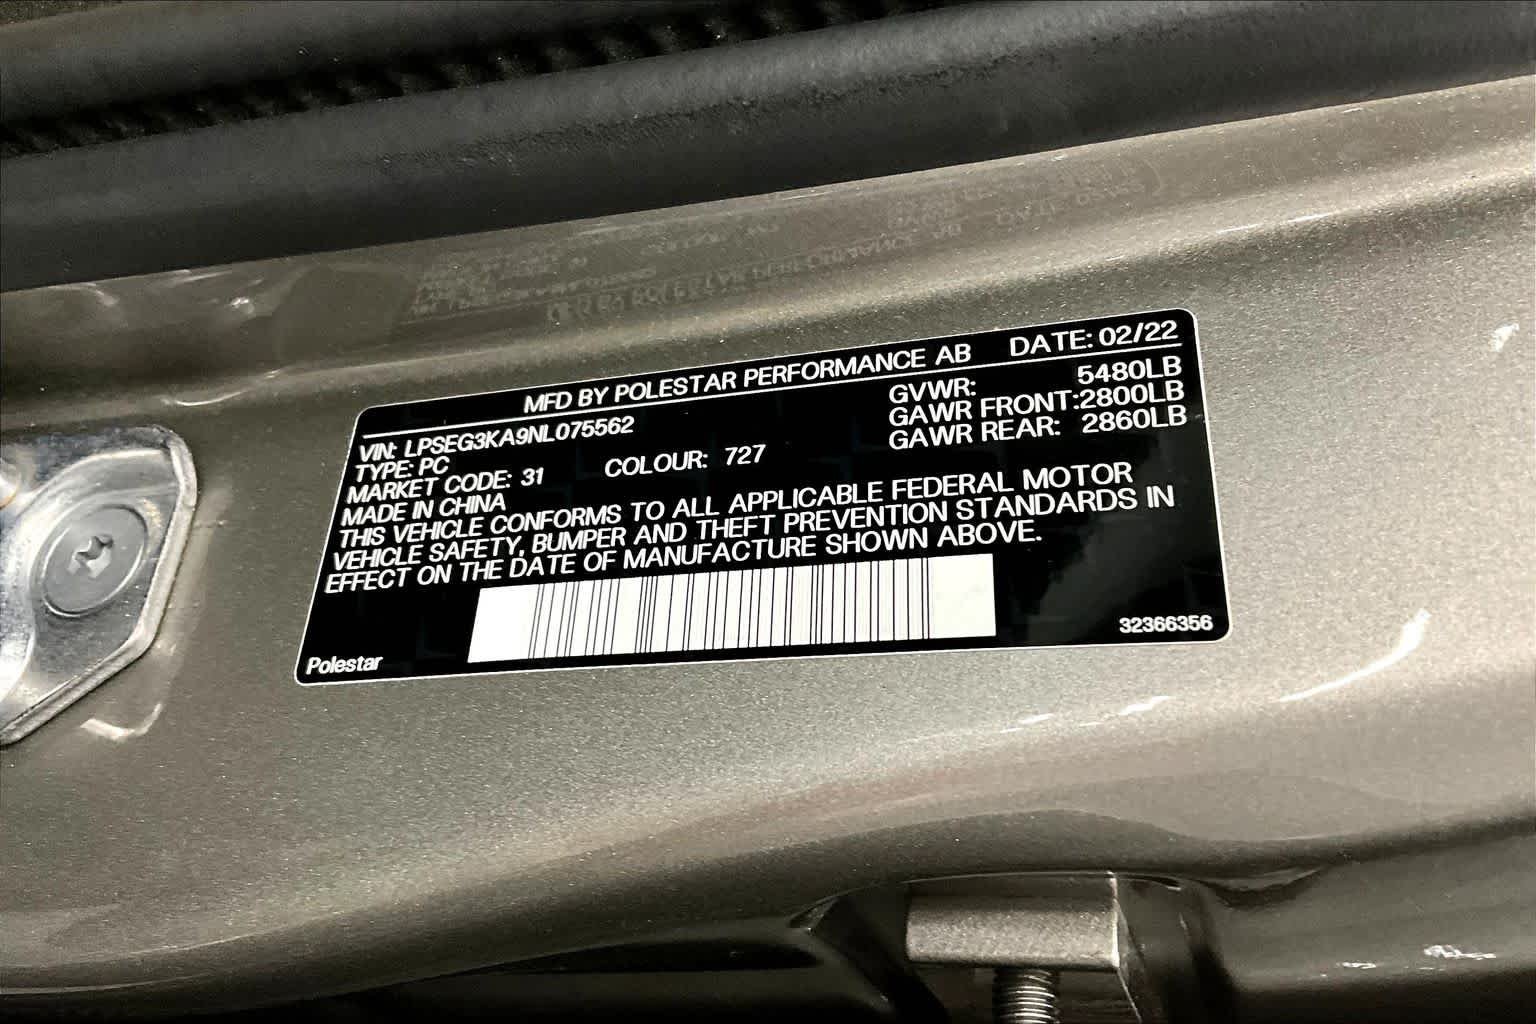 MFD BY POLESTAR PERFORMANCE AB DATE: 02/22
VIN: LPSEG3KA9NL075562 GVWR: 5480LB
TYPE: PC GAWR FRONT:2800LB
MARKET CODE: 31 COLOUR: 727 GAWR REAR: 2860LB
MADE IN CHINA
THIS VEHICLE CONFORMS TO ALL APPLICABLE FEDERAL MOTOR
VEHICLE SAFETY, BUMPER AND THEFT PREVENTION STANDARDS IN
EFFECT ON THE DATE OF MANUFACTURE SHOWN ABOVE.
Polestar 32366356